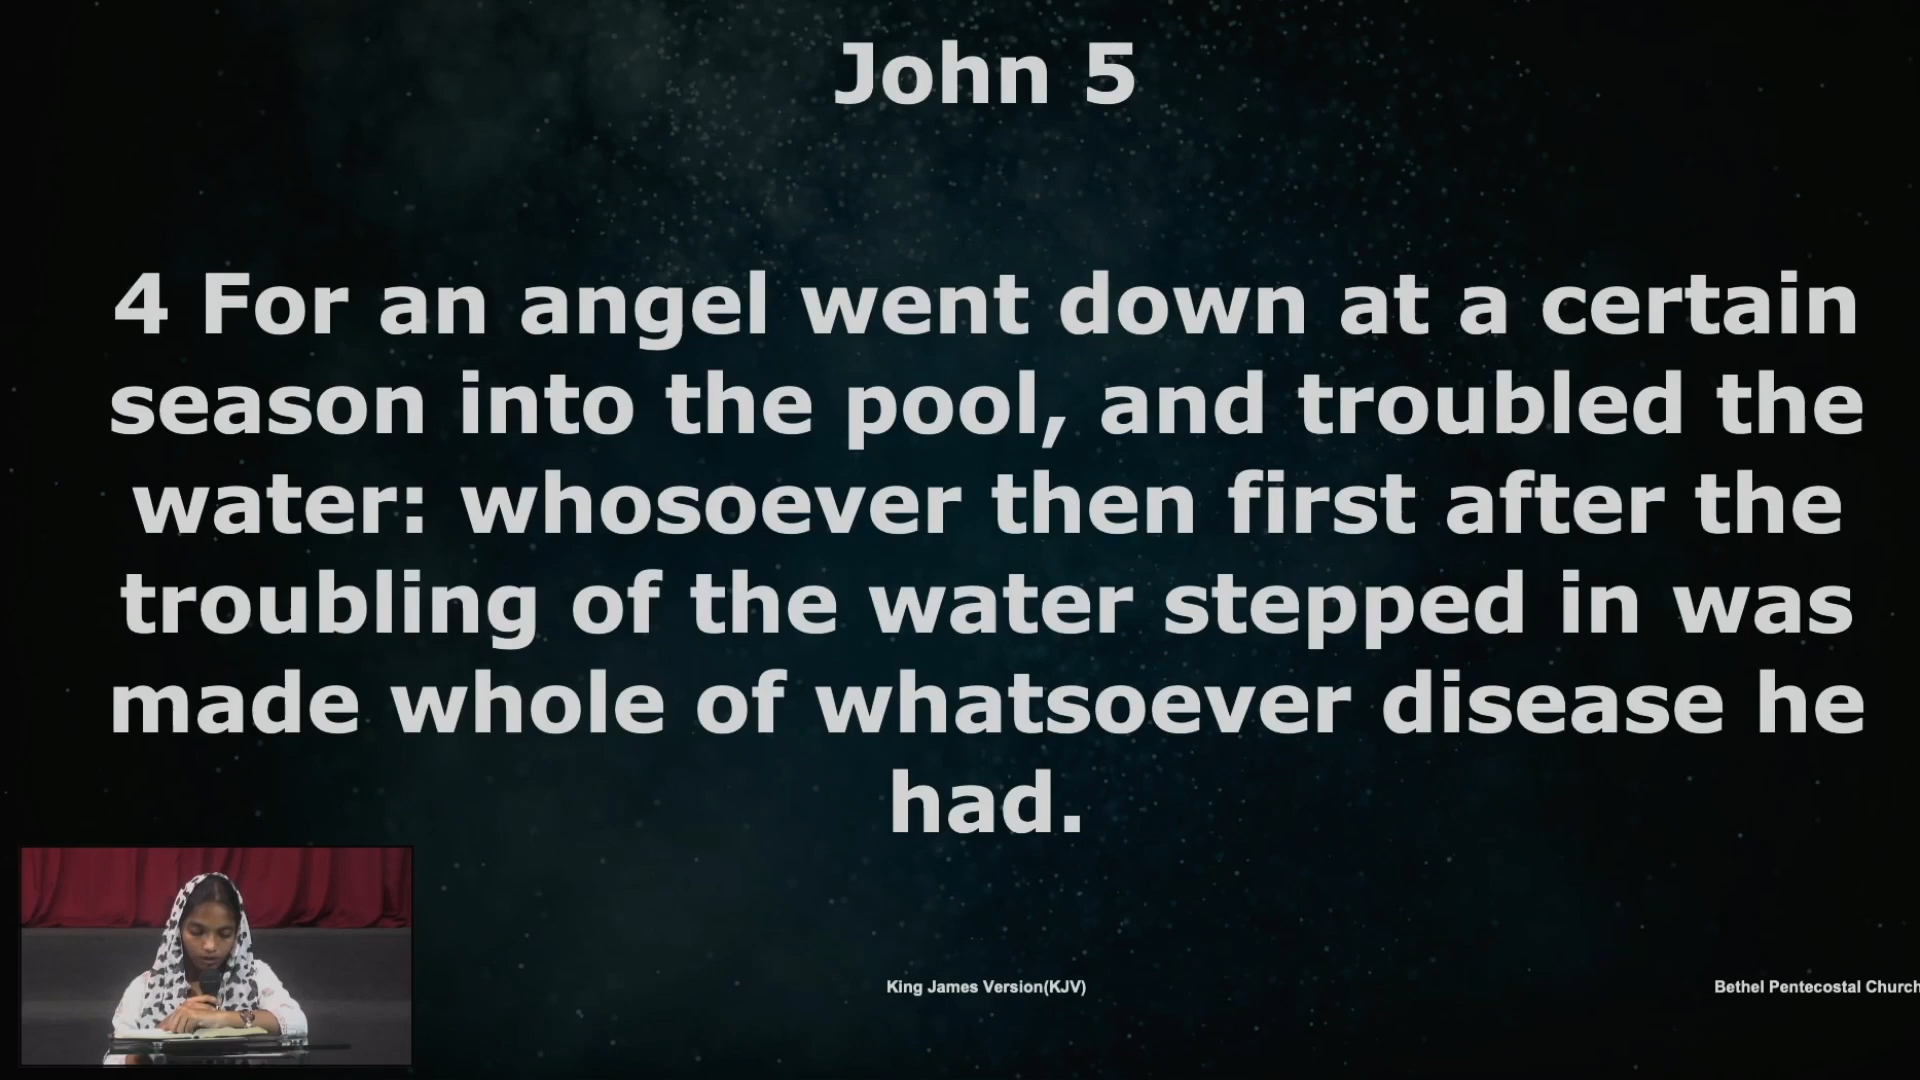 John 5
4 For an angel went down at a certain
season into the pool, and troubled the
water: whosoever then first after the
troubling of the water stepped in was
made whole of whatsoever disease he
had.
King James Version(KJV)
Bethel Pentecostal Church